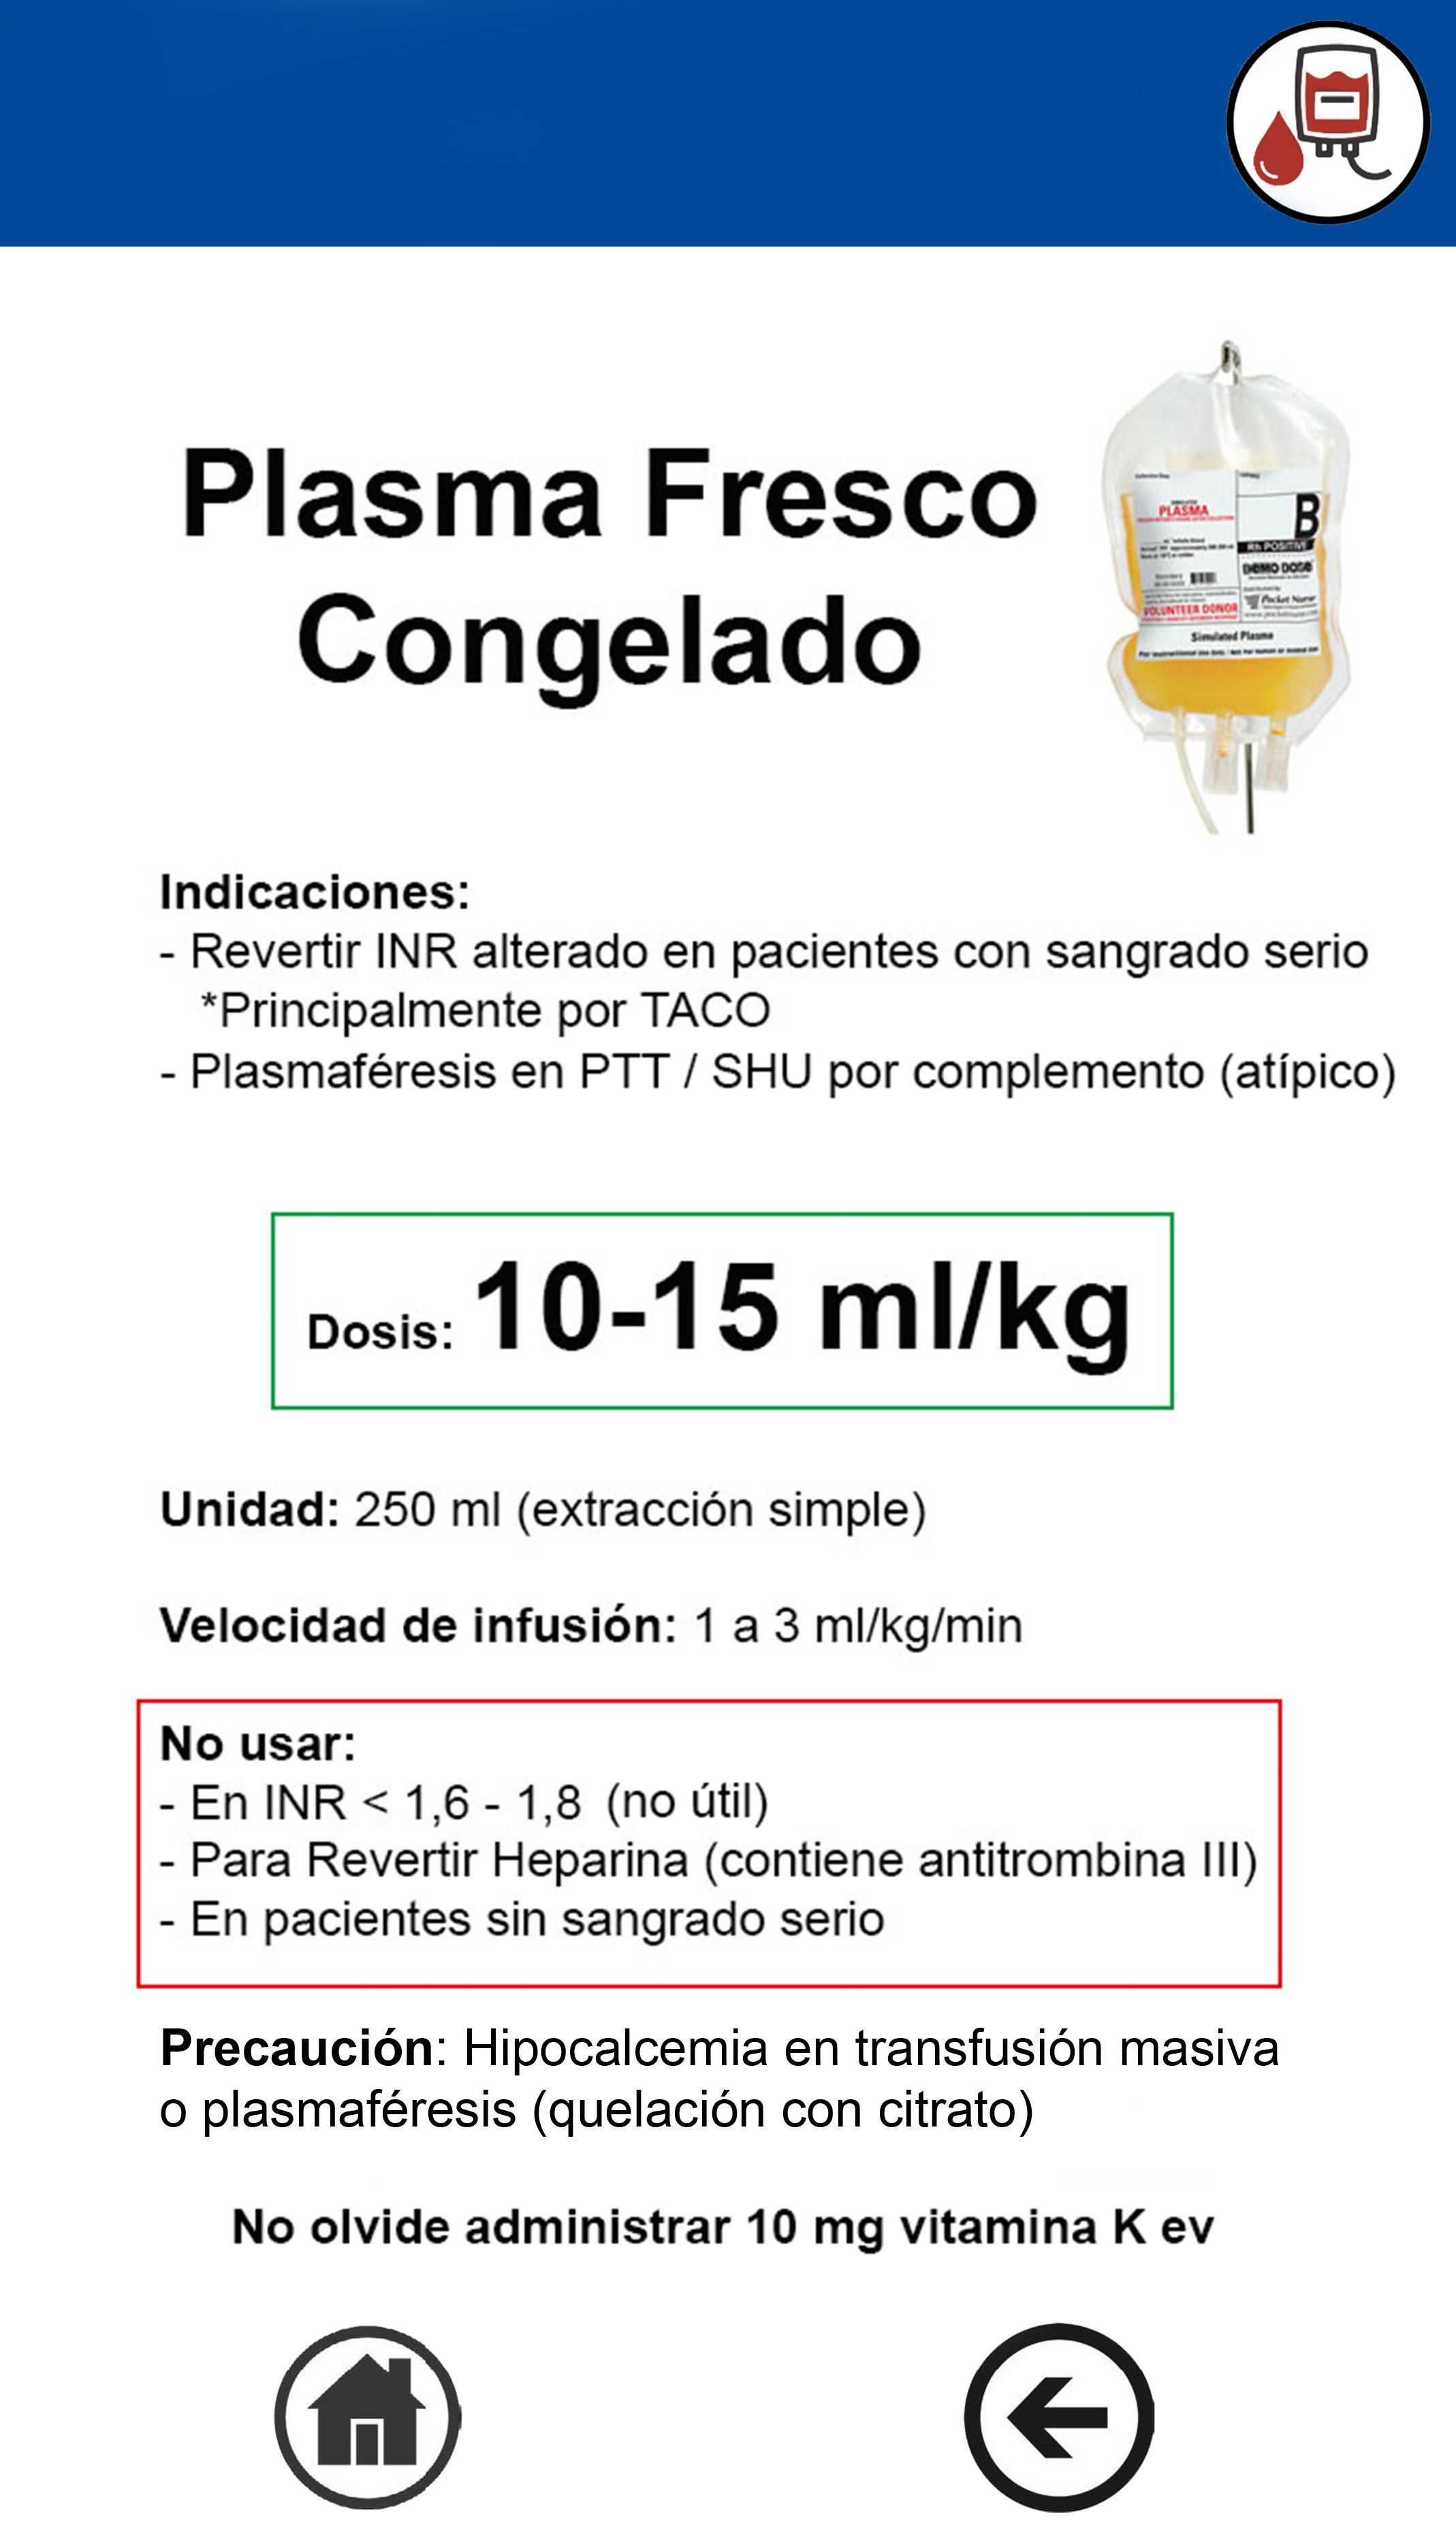 Plasma Fresco
Congelado
PLASMA
B
Rh POSITIVE
DEMO DOSE
Pocket Nurse
VOLUNTEER DONOR
Simulated Plasma
Indicaciones:
- Revertir INR alterado en pacientes con sangrado serio
*Principalmente por TACO
- Plasmaféresis en PTT / SHU por complemento (atípico)
Dosis: 10-15 ml/kg
Unidad: 250 ml (extracción simple)
Velocidad de infusión: 1 a 3 ml/kg/min
No usar:
- En INR < 1,6 - 1,8 (no útil)
- Para Revertir Heparina (contiene antitrombina III)
- En pacientes sin sangrado serio
Precaución: Hipocalcemia en transfusión masiva
o plasmaféresis (quelación con citrato)
No olvide administrar 10 mg vitamina K ev